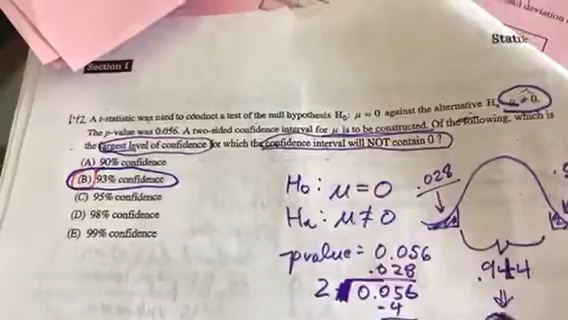 deviation
Stati
Section I
A t-statistic was used to conduct a test of the null hypothesis H₀: μ = 0 against the alternative Hₐ: μ ≠ 0.
The p-value was 0.056. A two-sided confidence interval for μ is to be constructed. Of the following, which is
the largest level of confidence for which the confidence interval will NOT contain 0?
(A) 90% confidence
(B) 93% confidence
(C) 95% confidence
(D) 98% confidence
(E) 99% confidence
H₀: μ=0
Hₐ: μ≠0
pvalue = 0.056
.028
2 0.056
-4
.028
.944